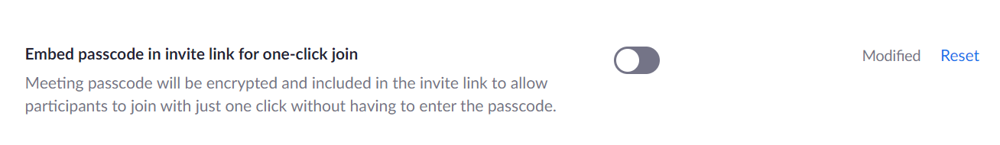 Embed passcode in invite link for one-click join
Modified Reset
Meeting passcode will be encrypted and included in the invite link to allow
participants to join with just one click without having to enter the passcode.